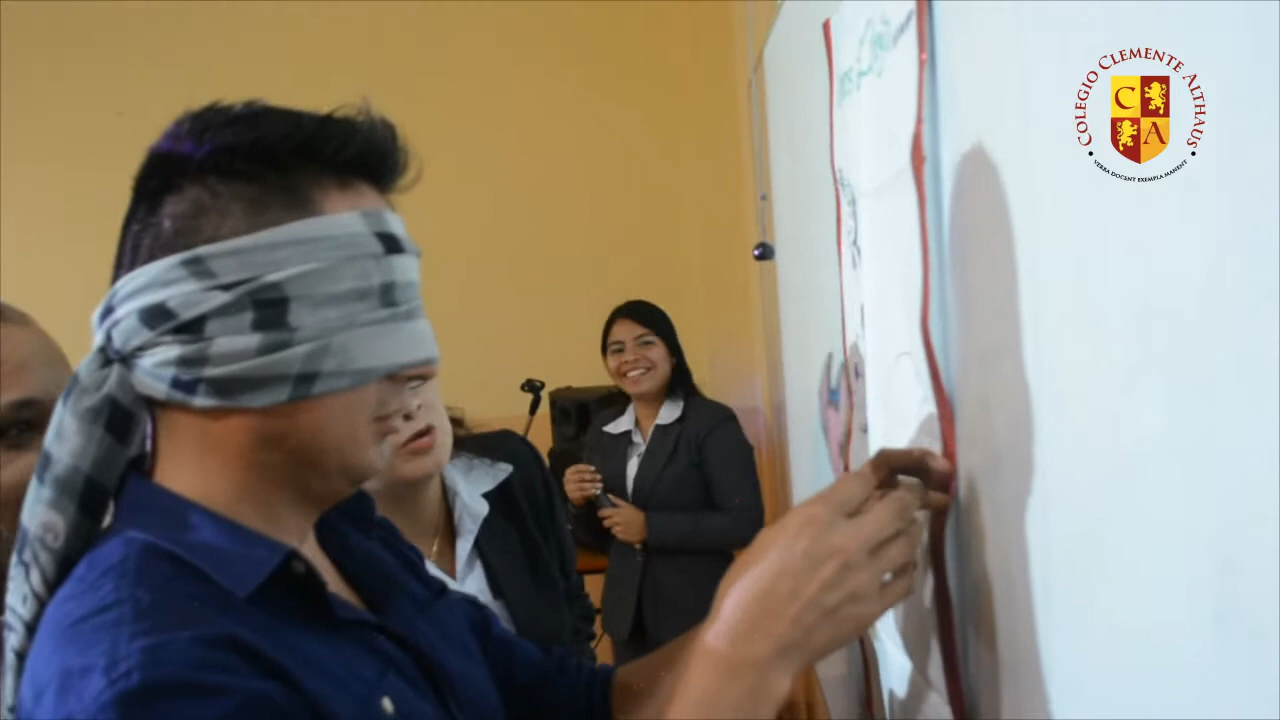 COLEGIO CLEMENTE ALTHAUS
C
A
• VERBA DOCENT EXEMPLA MANENT •